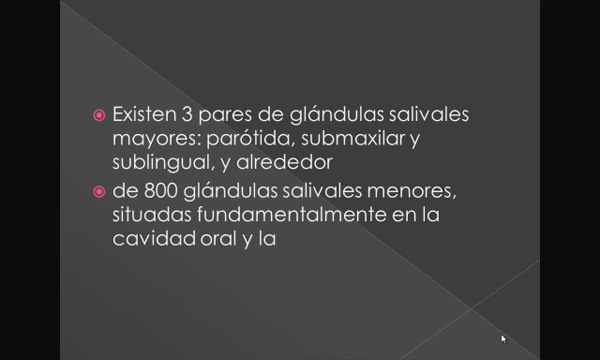 Existen 3 pares de glándulas salivales
mayores: parótida, submaxilar y
sublingual, y alrededor
de 800 glándulas salivales menores,
situadas fundamentalmente en la
cavidad oral y la